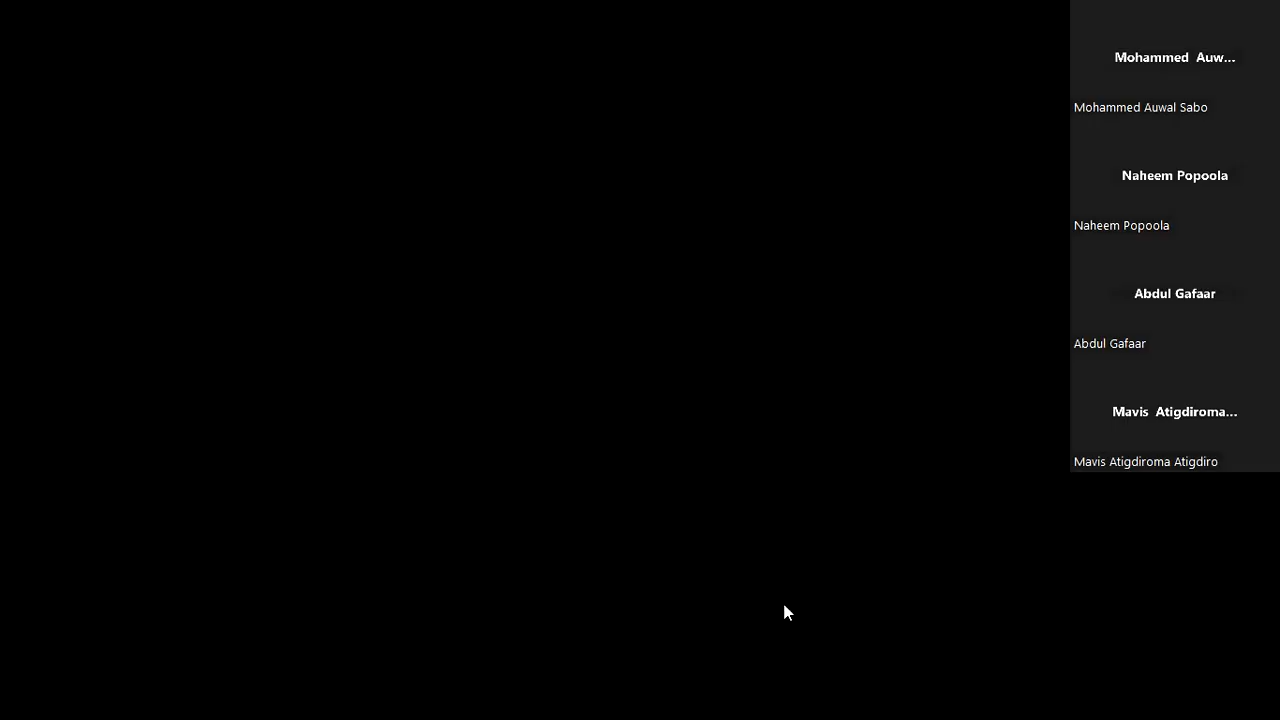 Mohammed Auw...
Mohammed Auwal Sabo
Naheem Popoola
Naheem Popoola
Abdul Gafaar
Abdul Gafaar
Mavis Atigdiroma...
Mavis Atigdiroma Atigdiro